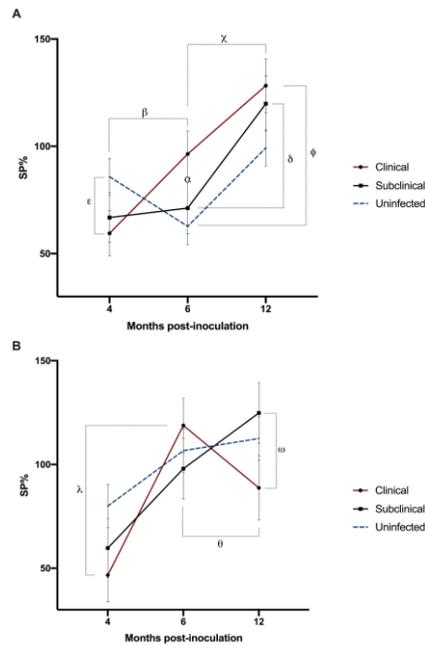 A
150
χ
β
100
SP%
α
δ
ϕ
ε
50
4
6
12
Months post-inoculation
Clinical
Subclinical
Uninfected
B
150
ω
λ
100
SP%
θ
50
4
6
12
Months post-inoculation
Clinical
Subclinical
Uninfected